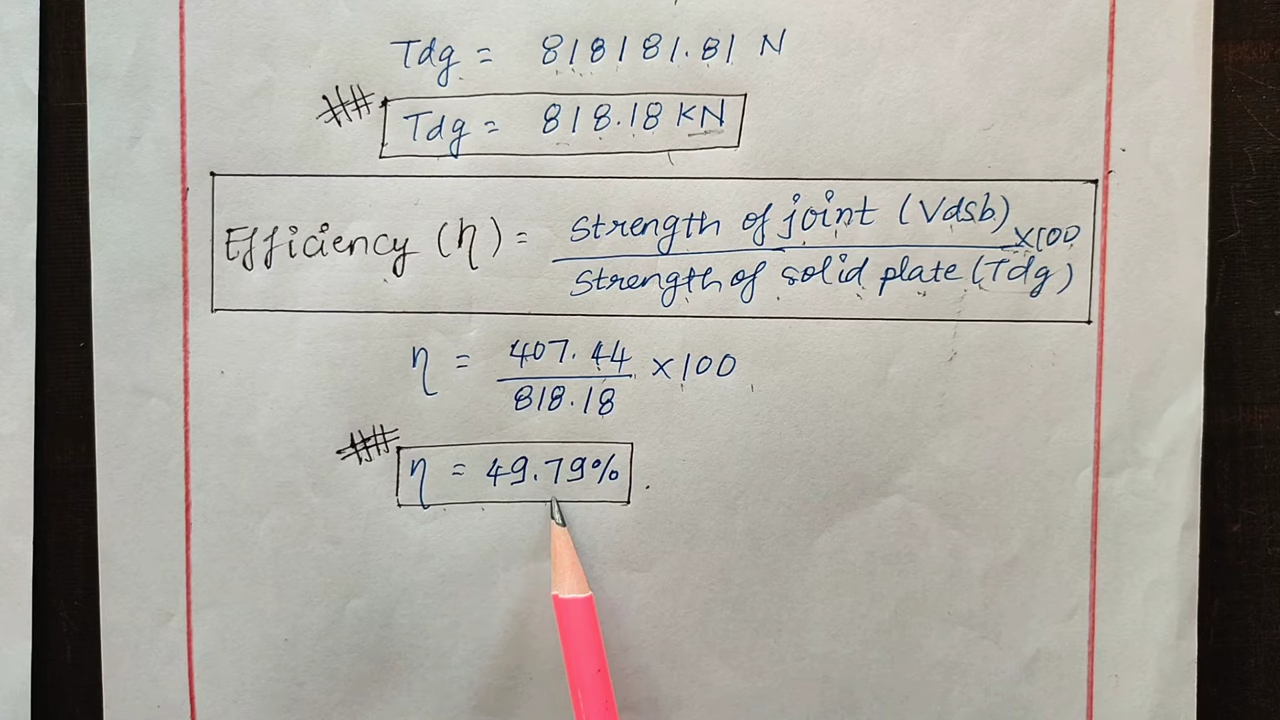 Tdg = 818181.81 N
## Tdg = 818.18 KN
Efficiency (η) = Strength of joint (Vdsb) / Strength of solid plate (Tdg) ×100
η = 407.44 / 818.18 ×100
## η = 49.79% .